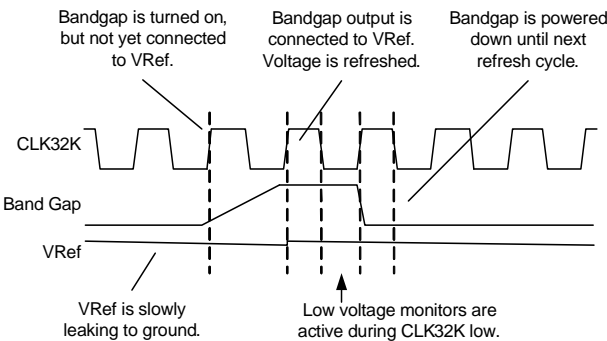 Bandgap is turned on,
but not yet connected
to VRef.
Bandgap output is
connected to VRef.
Voltage is refreshed.
Bandgap is powered
down until next
refresh cycle.
CLK32K
Band Gap
VRef
VRef is slowly
leaking to ground.
Low voltage monitors are
active during CLK32K low.